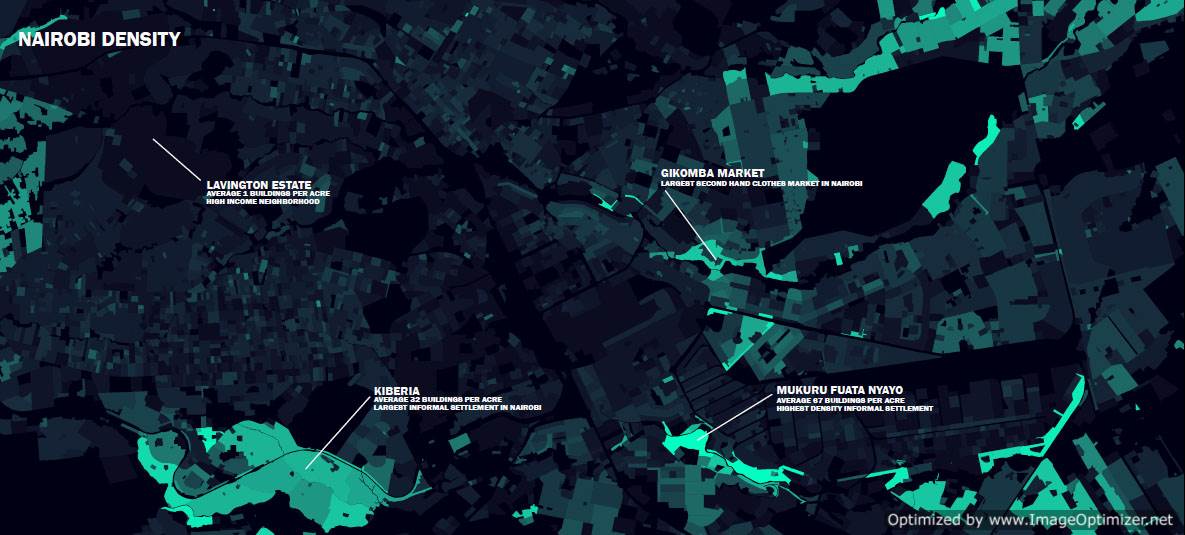 NAIROBI DENSITY
LAVINGTON ESTATE
AVERAGE 1 BUILDINGS PER ACRE
HIGH INCOME NEIGHBORHOOD
GIKOMBA MARKET
LARGEST SECOND HAND CLOTHES MARKET IN NAIROBI
KIBERIA
AVERAGE 32 BUILDINGS PER ACRE
LARGEST INFORMAL SETTLEMENT IN NAIROBI
MUKURU FUATA NYAYO
AVERAGE 67 BUILDINGS PER ACRE
HIGHEST DENSITY INFORMAL SETTLEMENT
Optimized by www.ImageOptimizer.net